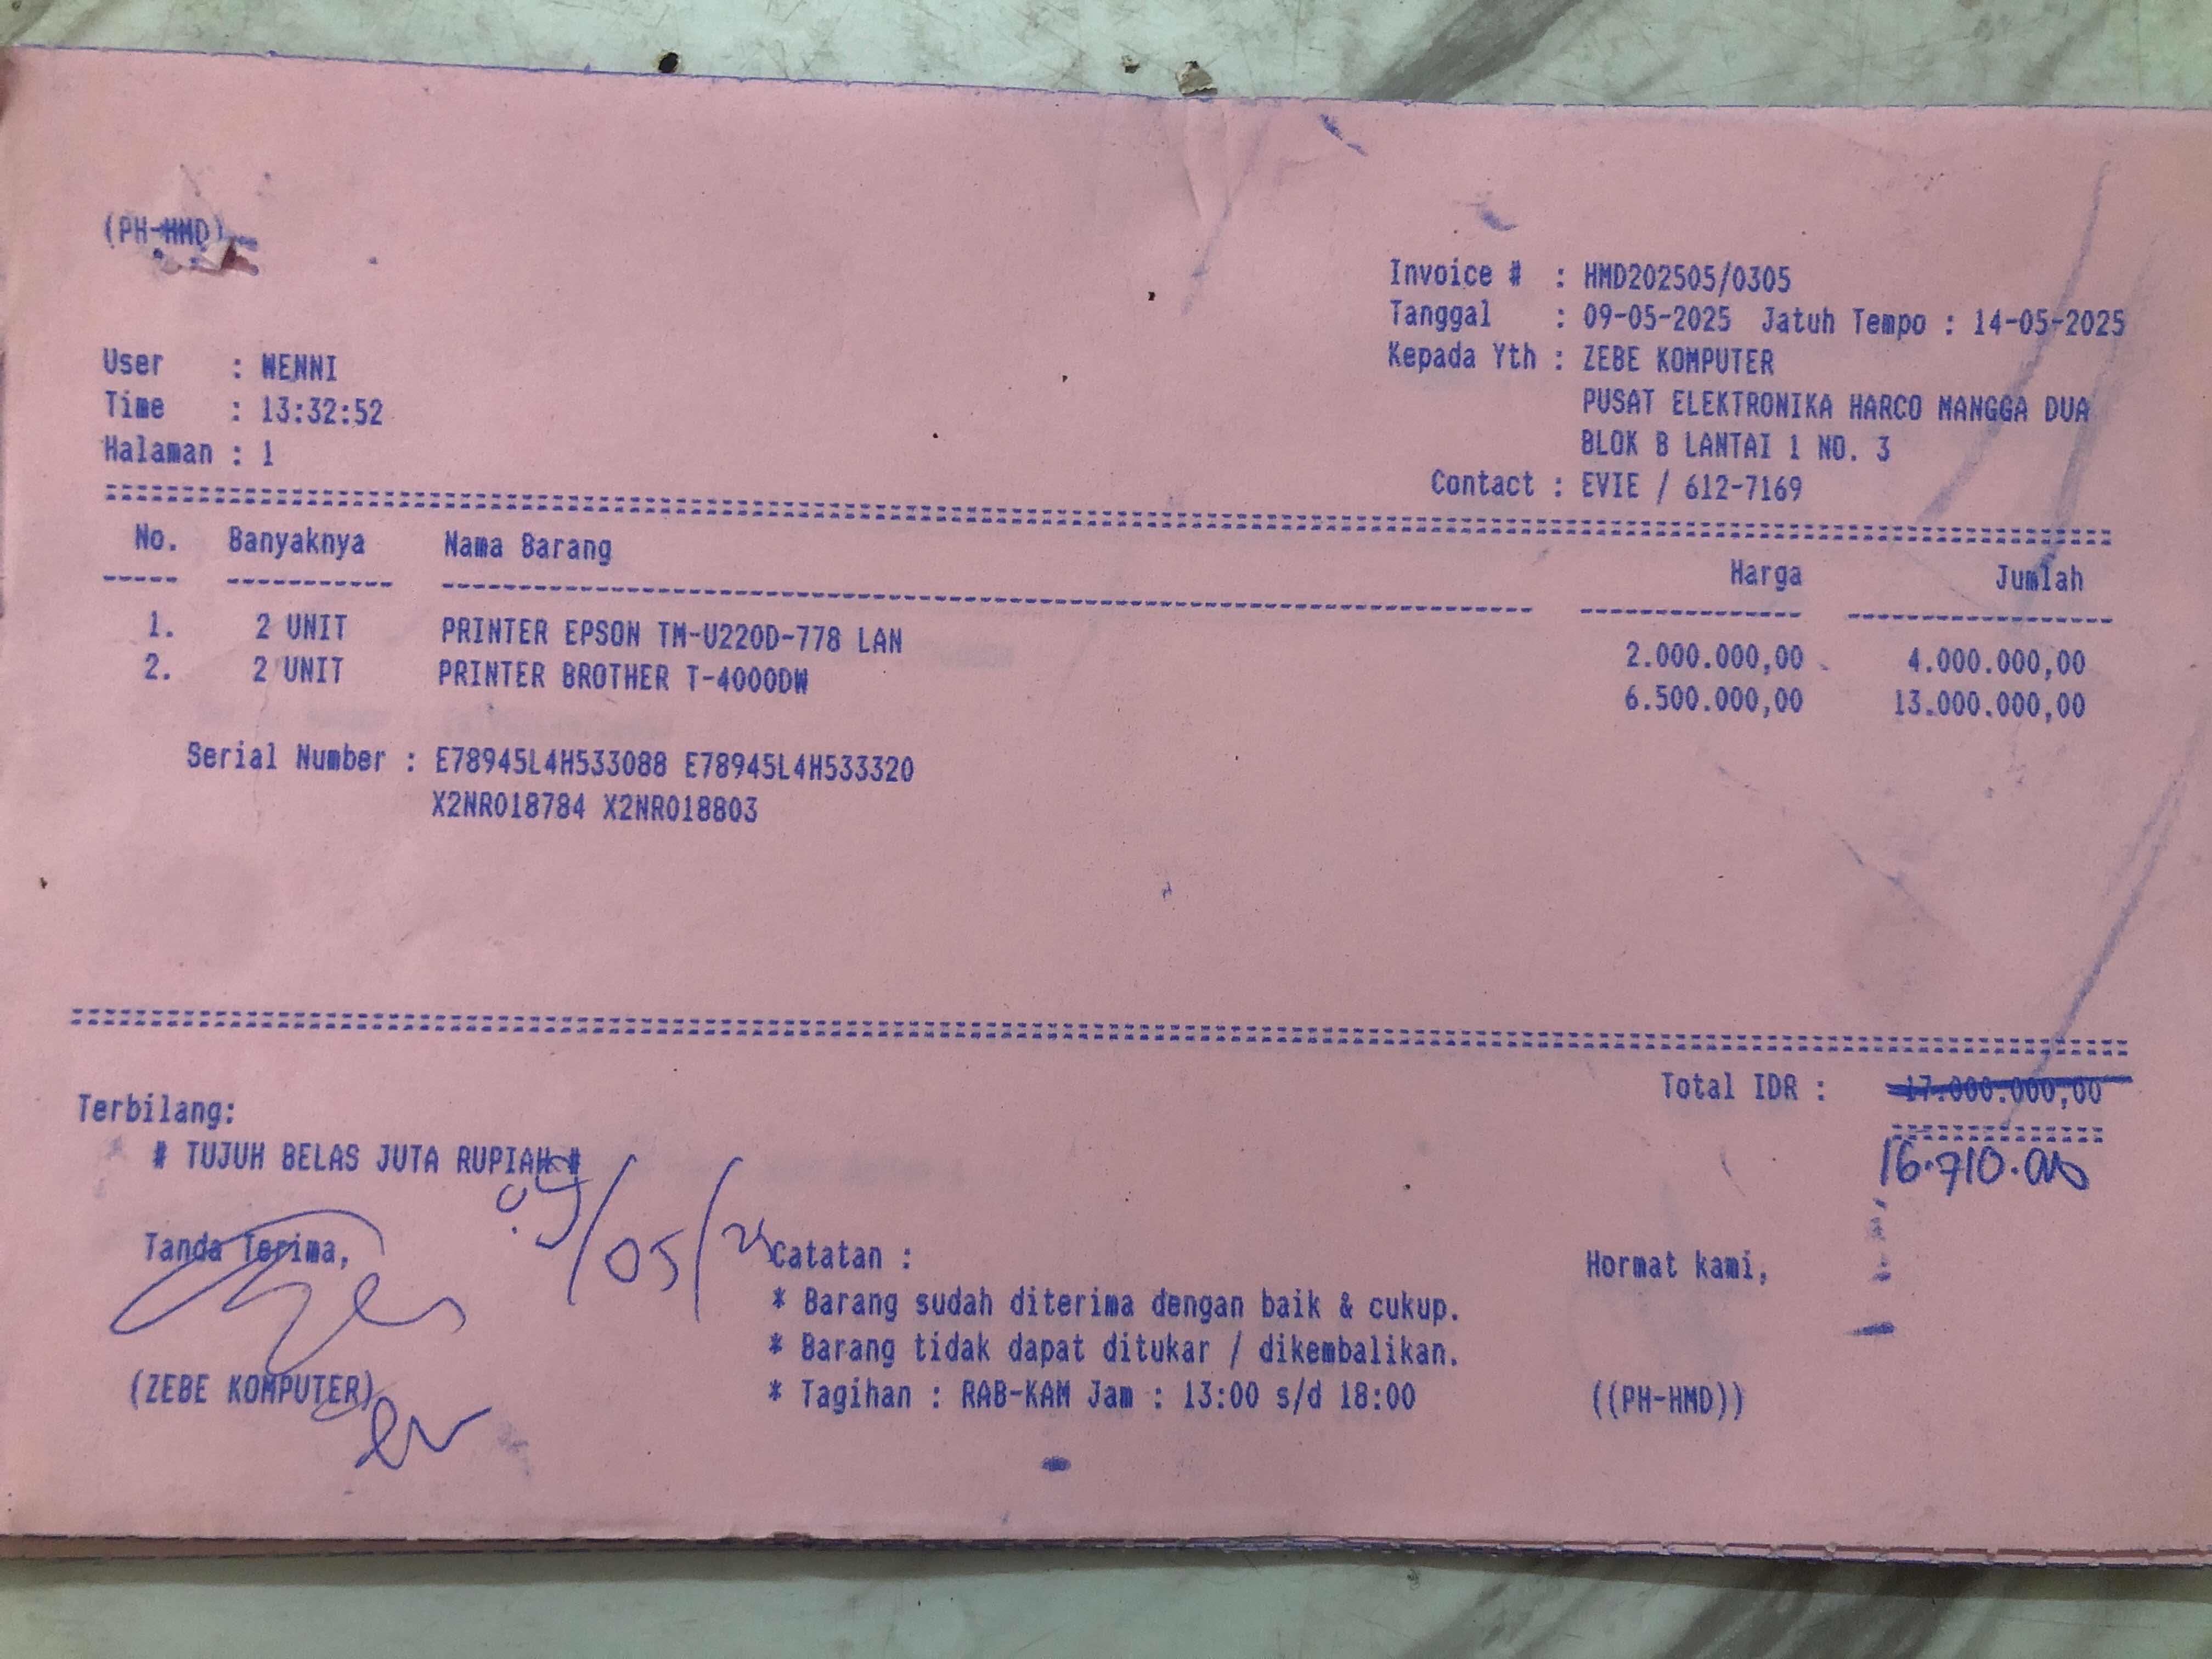 (PH-HMD)
Invoice # : HMD202505/0305
Tanggal : 09-05-2025 Jatuh Tempo : 14-05-2025
Kepada Yth : ZEBE KOMPUTER
PUSAT ELEKTRONIKA HARCO MANGGA DUA
BLOK B LANTAI 1 NO. 3
Contact : EVIE / 612-7169
User : WENNI
Time : 13:32:52
Halaman : 1
No. Banyaknya Nama Barang Harga Jumlah
1. 2 UNIT PRINTER EPSON TM-U220D-778 LAN 2.000.000,00 4.000.000,00
2. 2 UNIT PRINTER BROTHER T-4000DW 6.500.000,00 13.000.000,00
Serial Number : E78945L4H533088 E78945L4H533320
X2NR018784 X2NR018803
Total IDR : 17.000.000,00
16.710.000
Terbilang:
# TUJUH BELAS JUTA RUPIAH #
09/05/25
Tanda Terima,
(ZEBE KOMPUTER)
Catatan :
* Barang sudah diterima dengan baik & cukup.
* Barang tidak dapat ditukar / dikembalikan.
* Tagihan : RAB-KAM Jam : 13:00 s/d 18:00
Hormat kami,
((PH-HMD))